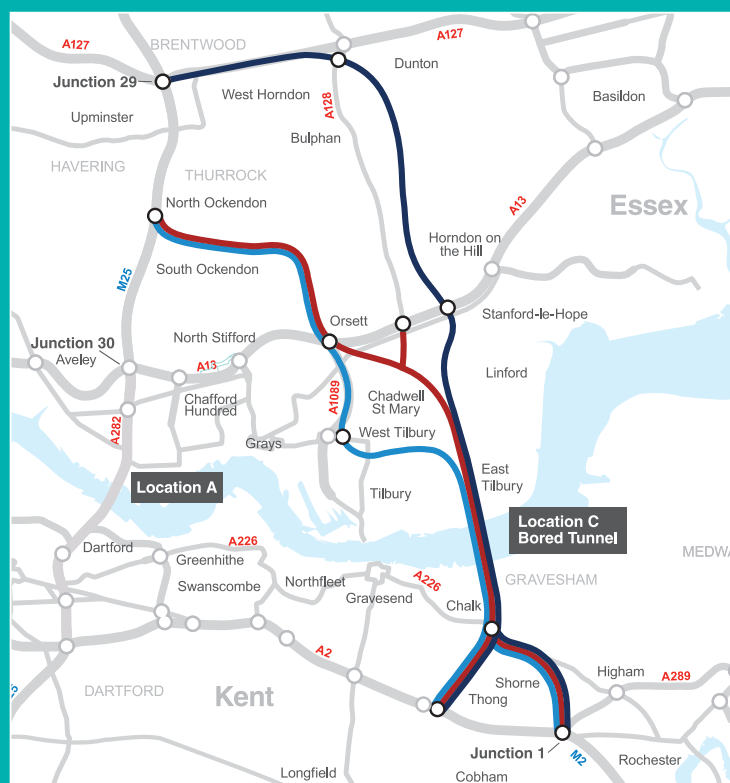 A127
BRENTWOOD
A127
Dunton
Junction 29
West Horndon
A128
Basildon
Upminster
Bulphan
HAVERING
THURROCK
North Ockendon
Essex
A13
Horndon on
the Hill
South Ockendon
M25
Orsett
Stanford-le-Hope
North Stifford
Junction 30
Aveley
A13
Linford
Chafford
Hundred
A1089
Chadwell
St Mary
A282
Grays
West Tilbury
East
Tilbury
Location A
Tilbury
Location C
Bored Tunnel
A226
Dartford
Greenhithe
MEDWA
Swanscombe
Northfleet
A226
GRAVESHAM
Gravesend
Chalk
A2
Higham
A289
Shorne
DARTFORD
Kent
Thong
Junction 1
M2
Rochester
Longfield
Cobham